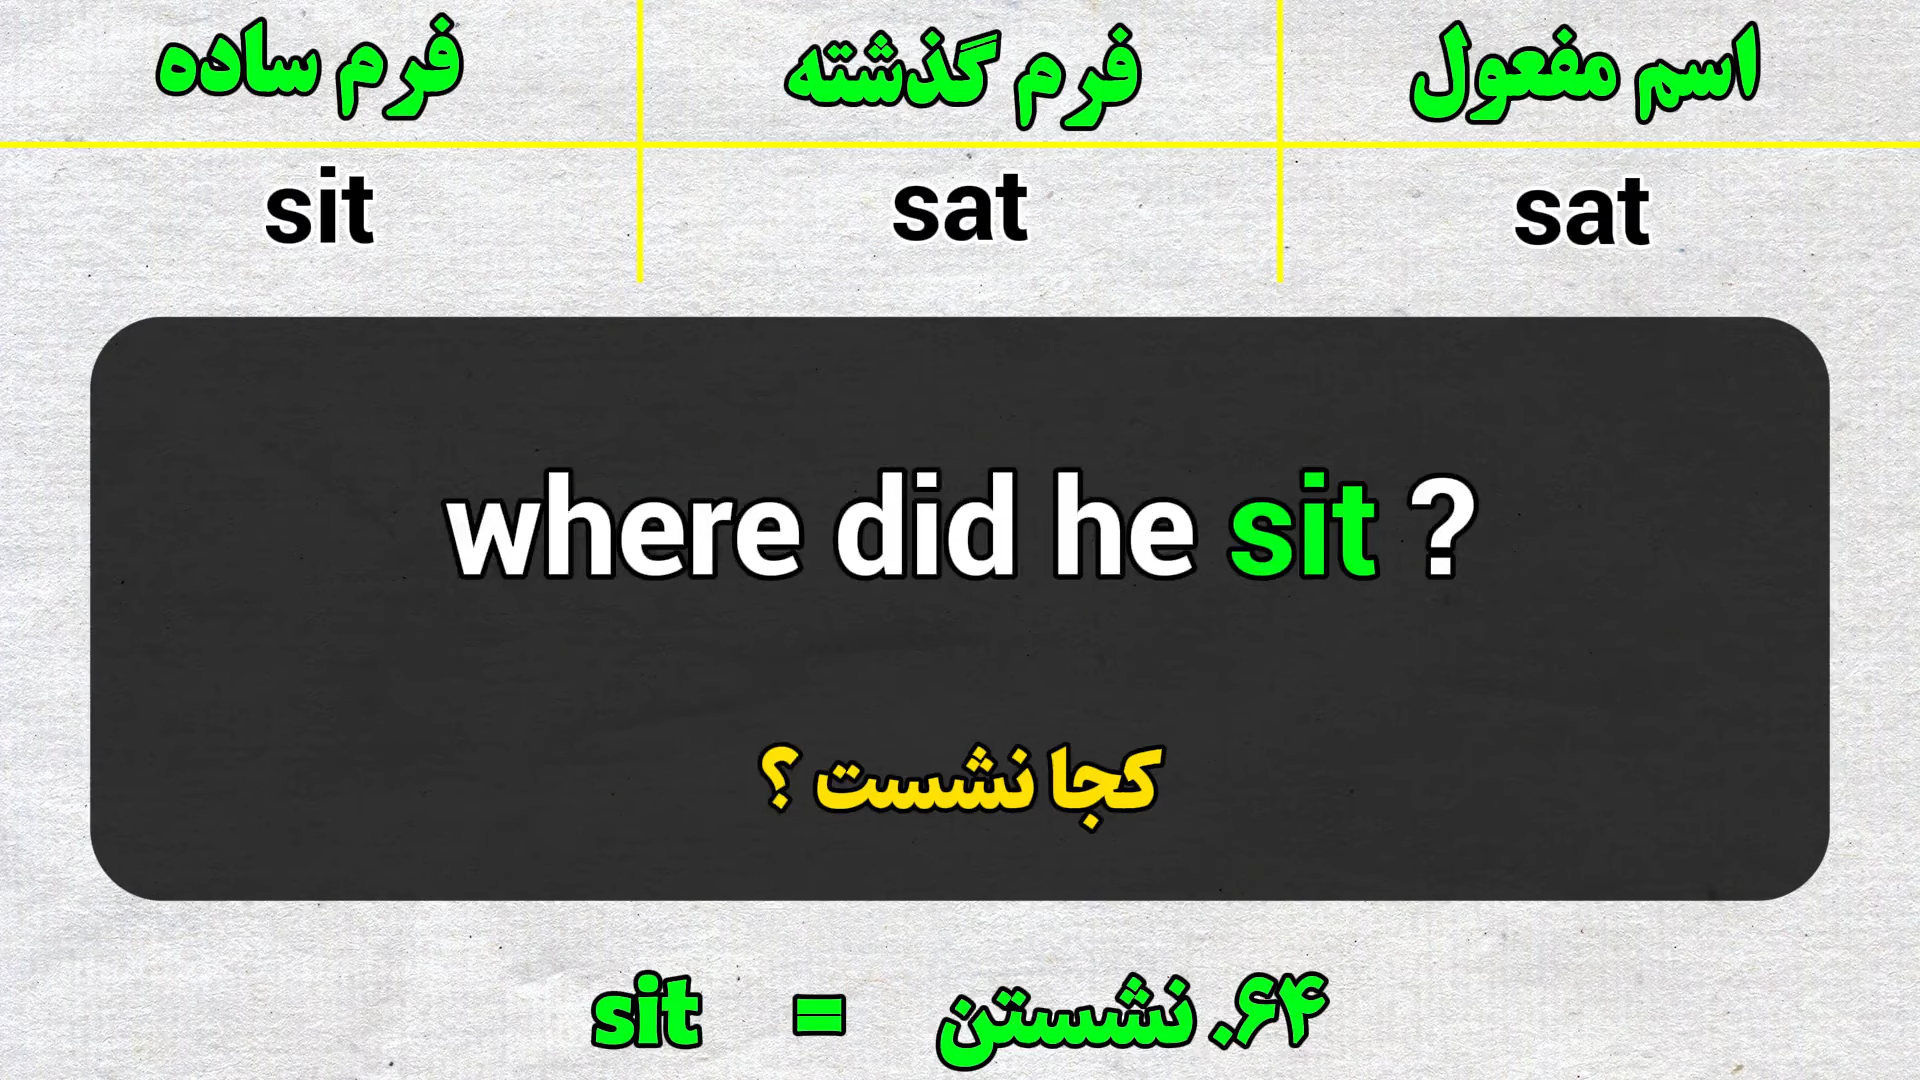 فرم ساده فرم گذشته اسم مفعول
sit sat sat
where did he sit ?
کجا نشست ؟
۶۴. نشستن = sit